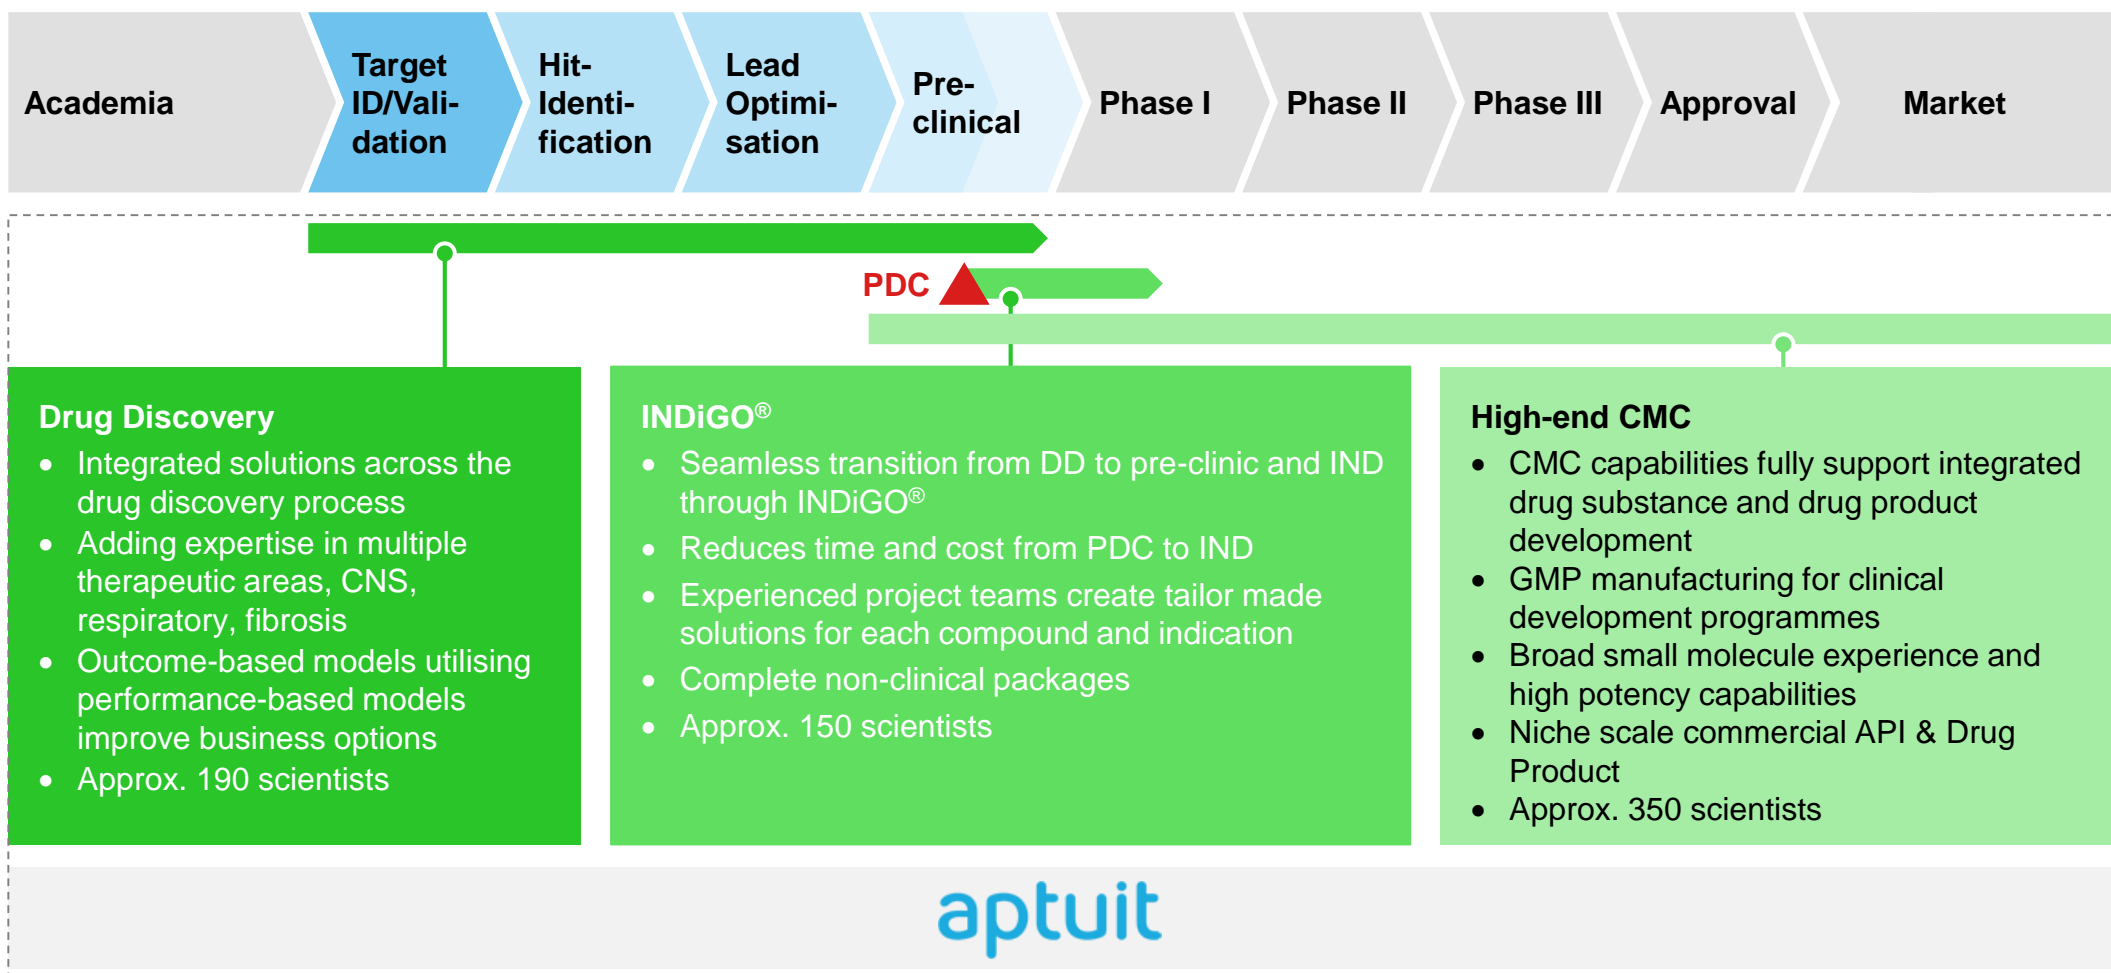 Academia
Target
ID/Vali-
dation
Hit-
Identi-
fication
Lead
Optimi-
sation
Pre-
clinical
Phase I
Phase II
Phase III
Approval
Market
PDC
Drug Discovery
• Integrated solutions across the
drug discovery process
• Adding expertise in multiple
therapeutic areas, CNS,
respiratory, fibrosis
• Outcome-based models utilising
performance-based models
improve business options
• Approx. 190 scientists
INDiGO®
• Seamless transition from DD to pre-clinic and IND
through INDiGO®
• Reduces time and cost from PDC to IND
• Experienced project teams create tailor made
solutions for each compound and indication
• Complete non-clinical packages
• Approx. 150 scientists
High-end CMC
• CMC capabilities fully support integrated
drug substance and drug product
development
• GMP manufacturing for clinical
development programmes
• Broad small molecule experience and
high potency capabilities
• Niche scale commercial API & Drug
Product
• Approx. 350 scientists
aptuit